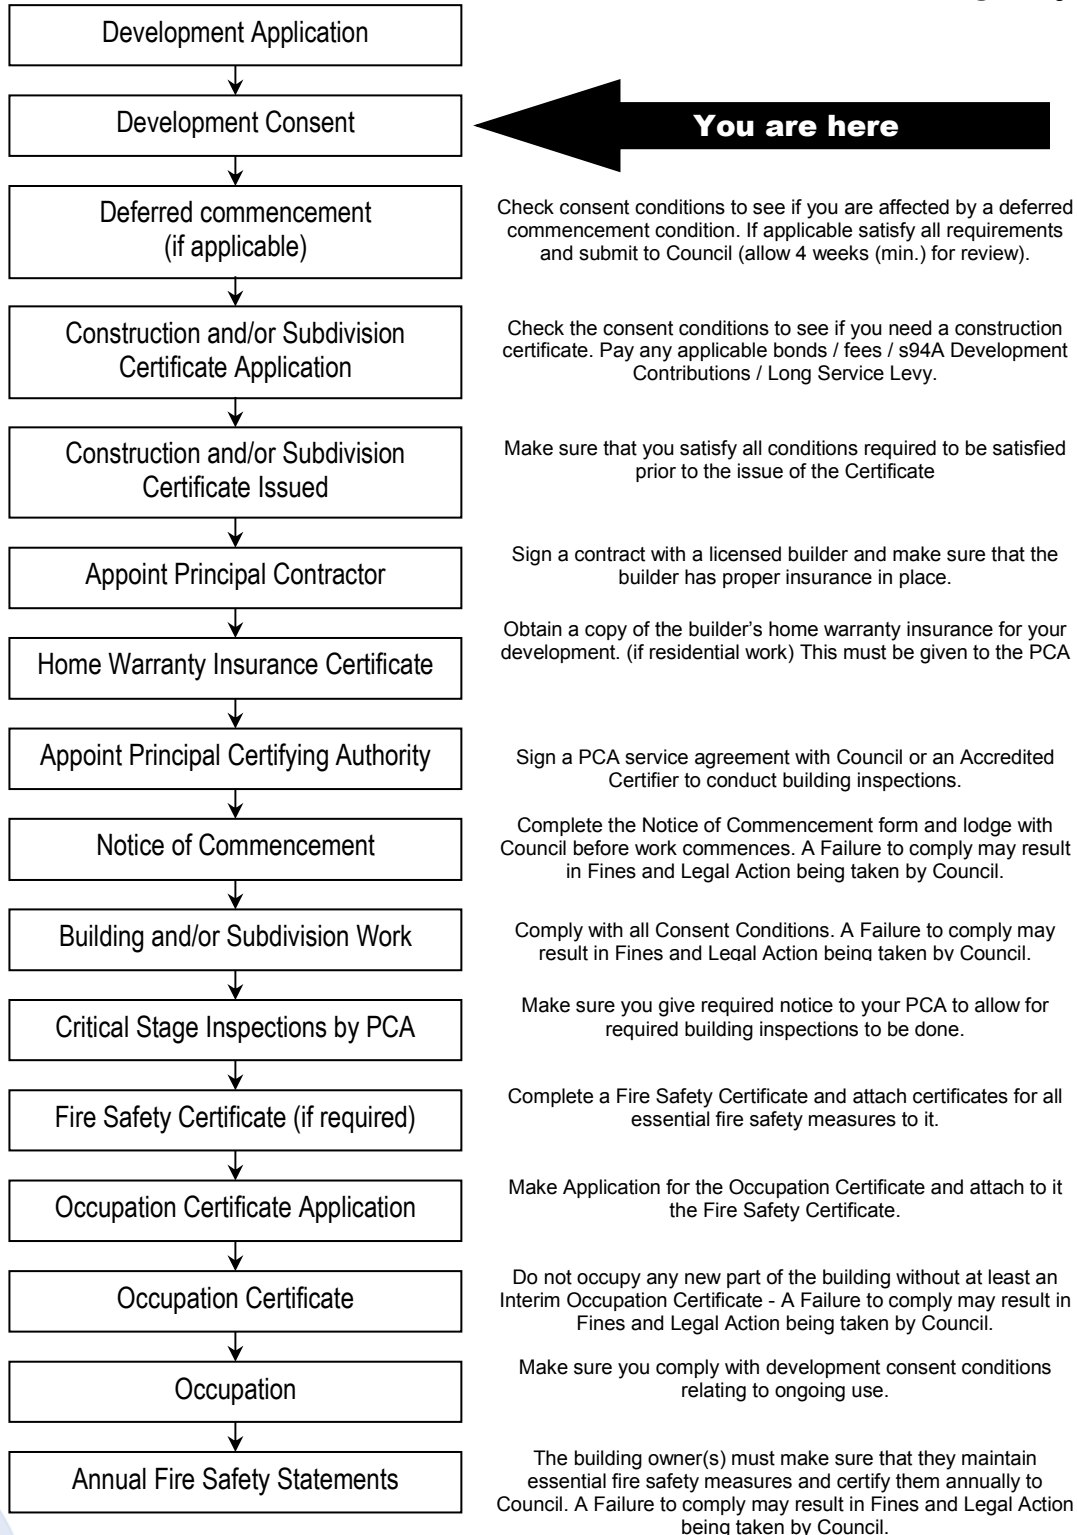 Development Application
Development Consent
You are here
Deferred commencement
(if applicable)
Check consent conditions to see if you are affected by a deferred
commencement condition. If applicable satisfy all requirements
and submit to Council (allow 4 weeks (min.) for review).
Construction and/or Subdivision
Certificate Application
Check the consent conditions to see if you need a construction
certificate. Pay any applicable bonds / fees / s94A Development
Contributions / Long Service Levy.
Construction and/or Subdivision
Certificate Issued
Make sure that you satisfy all conditions required to be satisfied
prior to the issue of the Certificate
Appoint Principal Contractor
Sign a contract with a licensed builder and make sure that the
builder has proper insurance in place.
Home Warranty Insurance Certificate
Obtain a copy of the builder’s home warranty insurance for your
development. (if residential work) This must be given to the PCA
Appoint Principal Certifying Authority
Sign a PCA service agreement with Council or an Accredited
Certifier to conduct building inspections.
Notice of Commencement
Complete the Notice of Commencement form and lodge with
Council before work commences. A Failure to comply may result
in Fines and Legal Action being taken by Council.
Building and/or Subdivision Work
Comply with all Consent Conditions. A Failure to comply may
result in Fines and Legal Action being taken by Council.
Critical Stage Inspections by PCA
Make sure you give required notice to your PCA to allow for
required building inspections to be done.
Fire Safety Certificate (if required)
Complete a Fire Safety Certificate and attach certificates for all
essential fire safety measures to it.
Occupation Certificate Application
Make Application for the Occupation Certificate and attach to it
the Fire Safety Certificate.
Occupation Certificate
Do not occupy any new part of the building without at least an
Interim Occupation Certificate - A Failure to comply may result in
Fines and Legal Action being taken by Council.
Occupation
Make sure you comply with development consent conditions
relating to ongoing use.
Annual Fire Safety Statements
The building owner(s) must make sure that they maintain
essential fire safety measures and certify them annually to
Council. A Failure to comply may result in Fines and Legal Action
being taken by Council.